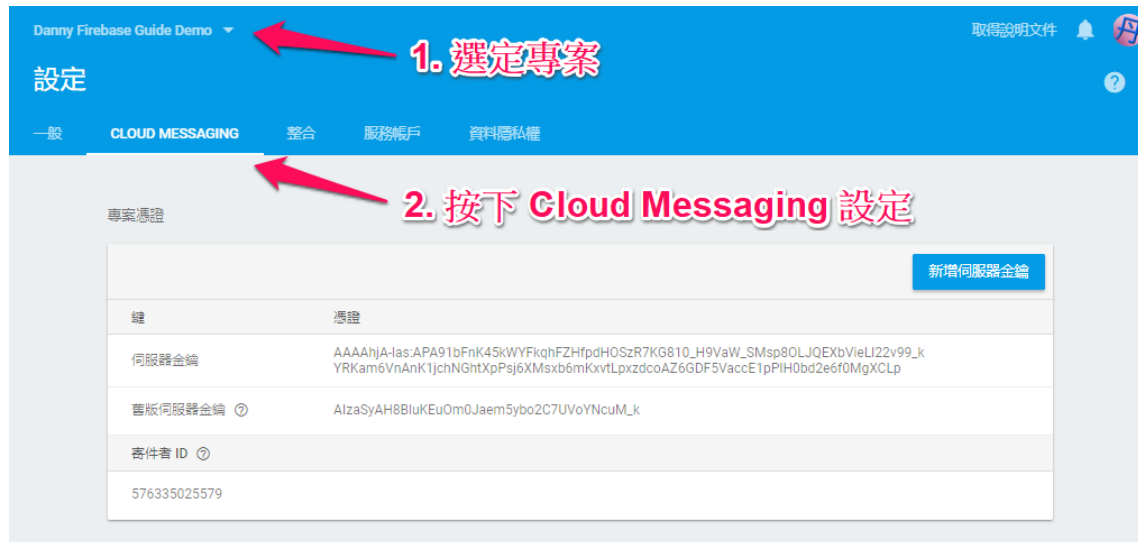 Danny Firebase Guide Demo
取得說明文件
丹
1. 選定專案
設定
一般 CLOUD MESSAGING 整合 服務帳戶 資料隱私權
2. 按下 Cloud Messaging 設定
專案憑證
新增伺服器金鑰
鍵 憑證
伺服器金鑰 AAAAhjA-Ias:APA91bFnK45kWYFkqhFZHfpdHOSzR7KG810_H9VaW_SMsp8OLJQEXbVieLI22v99_k
YRKam6VnAnK1jchNGhtXpPsj6XMsxb6mKxvtLpxzdcoAZ6GDF5VaccE1pPIH0bd2e6f0MgXCLp
舊版伺服器金鑰 AIzaSyAH8BIuKEuOm0Jaem5ybo2C7UVoYNcuM_k
寄件者 ID
576335025579